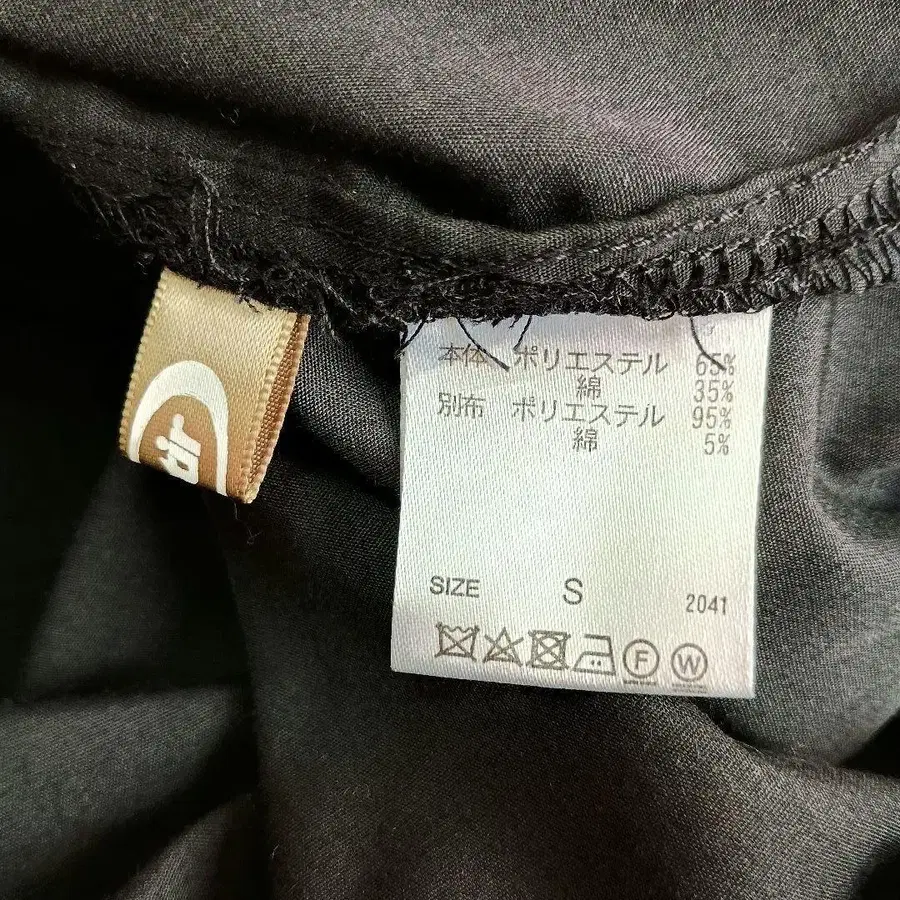 本体 ポリエステル 65%
綿 35%
別布 ポリエステル 95%
綿 5%
SIZE S 2041
F W